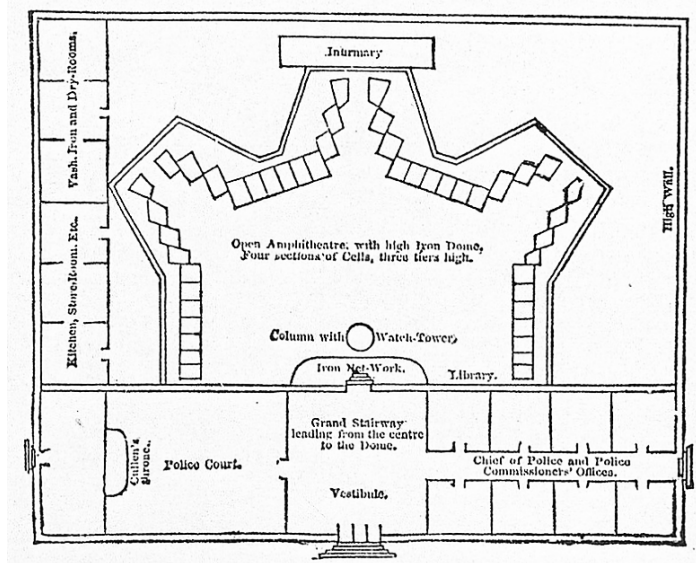 Infirmary
Wash, Iron and Dry-Rooms.
High Wall.
Open Amphitheatre, with high Iron Dome,
Four sections of Cells, three tiers high.
Kitchen, Store-Room, Etc.
Column with Watch-Tower,
Iron Net-Work.
Library.
Grand Stairway
leading from the centre
to the Dome.
Cullen's
throne.
Police Court.
Chief of Police and Police
Commissioners' Offices.
Vestibule.